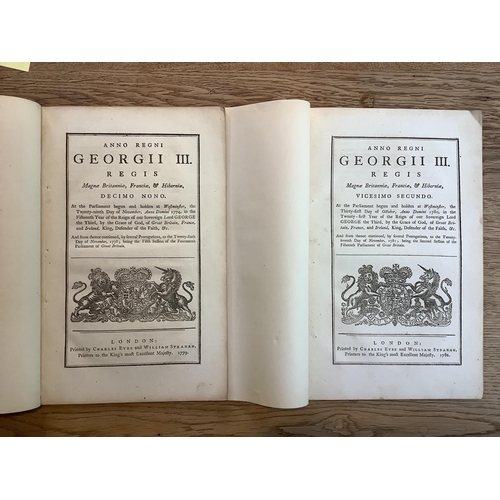 ANNO REGNI
GEORGII III.
REGIS
Magnæ Britanniæ, Franciæ, & Hiberniæ,
DECIMO NONO.
At the Parliament begun and holden at Westminster, the
Twenty-ninth Day of November, Anno Domini 1774, in the
Fifteenth Year of the Reign of our Sovereign Lord GEORGE
the Third, by the Grace of God, of Great Britain, France,
and Ireland, King, Defender of the Faith, &c.
And from thence continued, by several Prorogations, to the Twenty-sixth
Day of November, 1778; being the Fifth Session of the Fourteenth
Parliament of Great Britain.
LONDON:
Printed by CHARLES EYRE and WILLIAM STRAHAN,
Printers to the King's most Excellent Majesty. 1779.
ANNO REGNI
GEORGII III.
REGIS
Magnæ Britanniæ, Franciæ, & Hiberniæ,
VICESIMO SECUNDO.
At the Parliament begun and holden at Westminster, the
Thirty-first Day of October, Anno Domini 1780, in the
Twenty-first Year of the Reign of our Sovereign Lord
GEORGE the Third, by the Grace of God, of Great Bri-
tain, France, and Ireland, King, Defender of the Faith, &c.
And from thence continued, by several Prorogations, to the Twenty-
seventh Day of November, 1781; being the Second Session of the
Fifteenth Parliament of Great Britain.
LONDON:
Printed by CHARLES EYRE and WILLIAM STRAHAN,
Printers to the King's most Excellent Majesty. 1782.